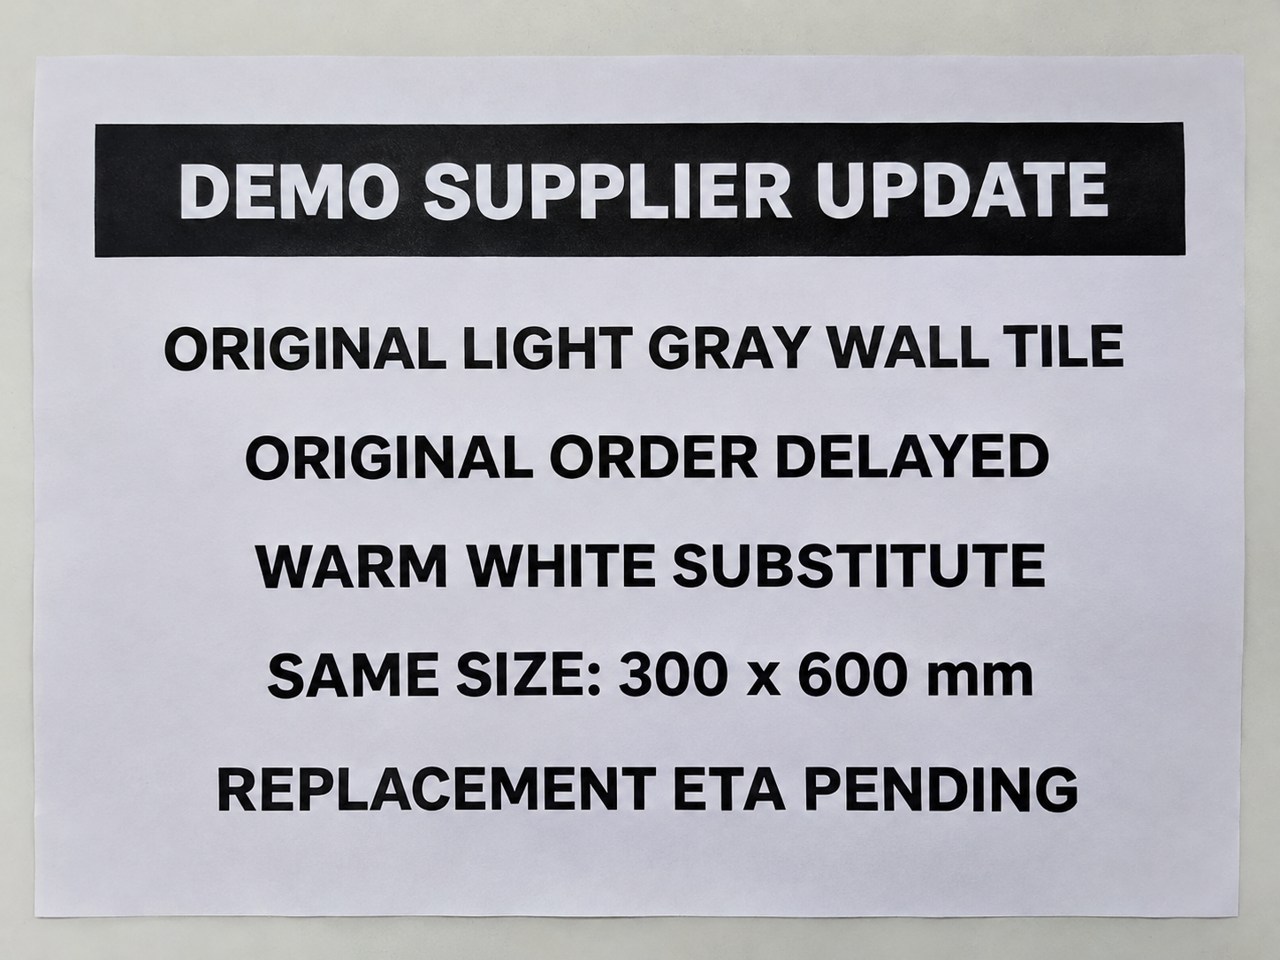 DEMO SUPPLIER UPDATE
ORIGINAL LIGHT GRAY WALL TILE
ORIGINAL ORDER DELAYED
WARM WHITE SUBSTITUTE
SAME SIZE: 300 x 600 mm
REPLACEMENT ETA PENDING